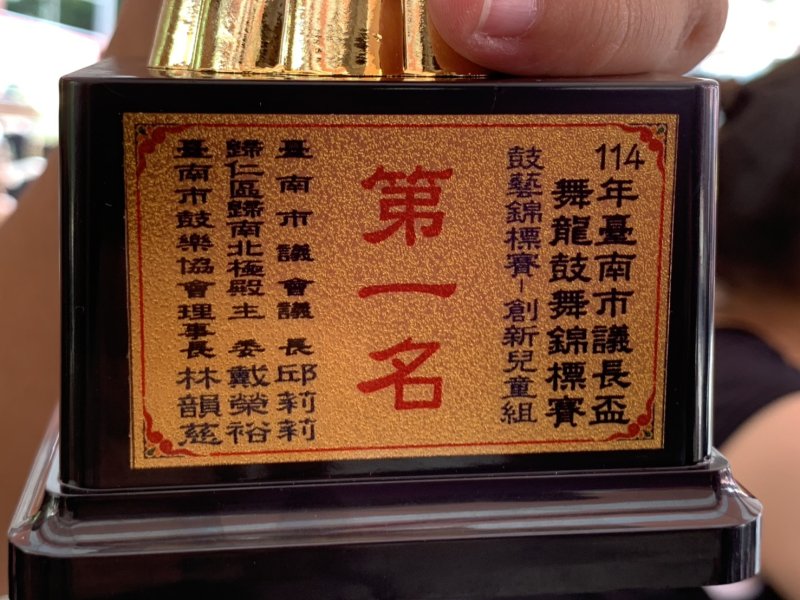 114年臺南市議長盃
舞龍鼓舞錦標賽
鼓藝錦標賽-創新兒童組
第一名
臺南市議會議長邱莉莉
歸仁區歸南北極殿主委戴榮裕
臺南市鼓樂協會理事長林韻慈